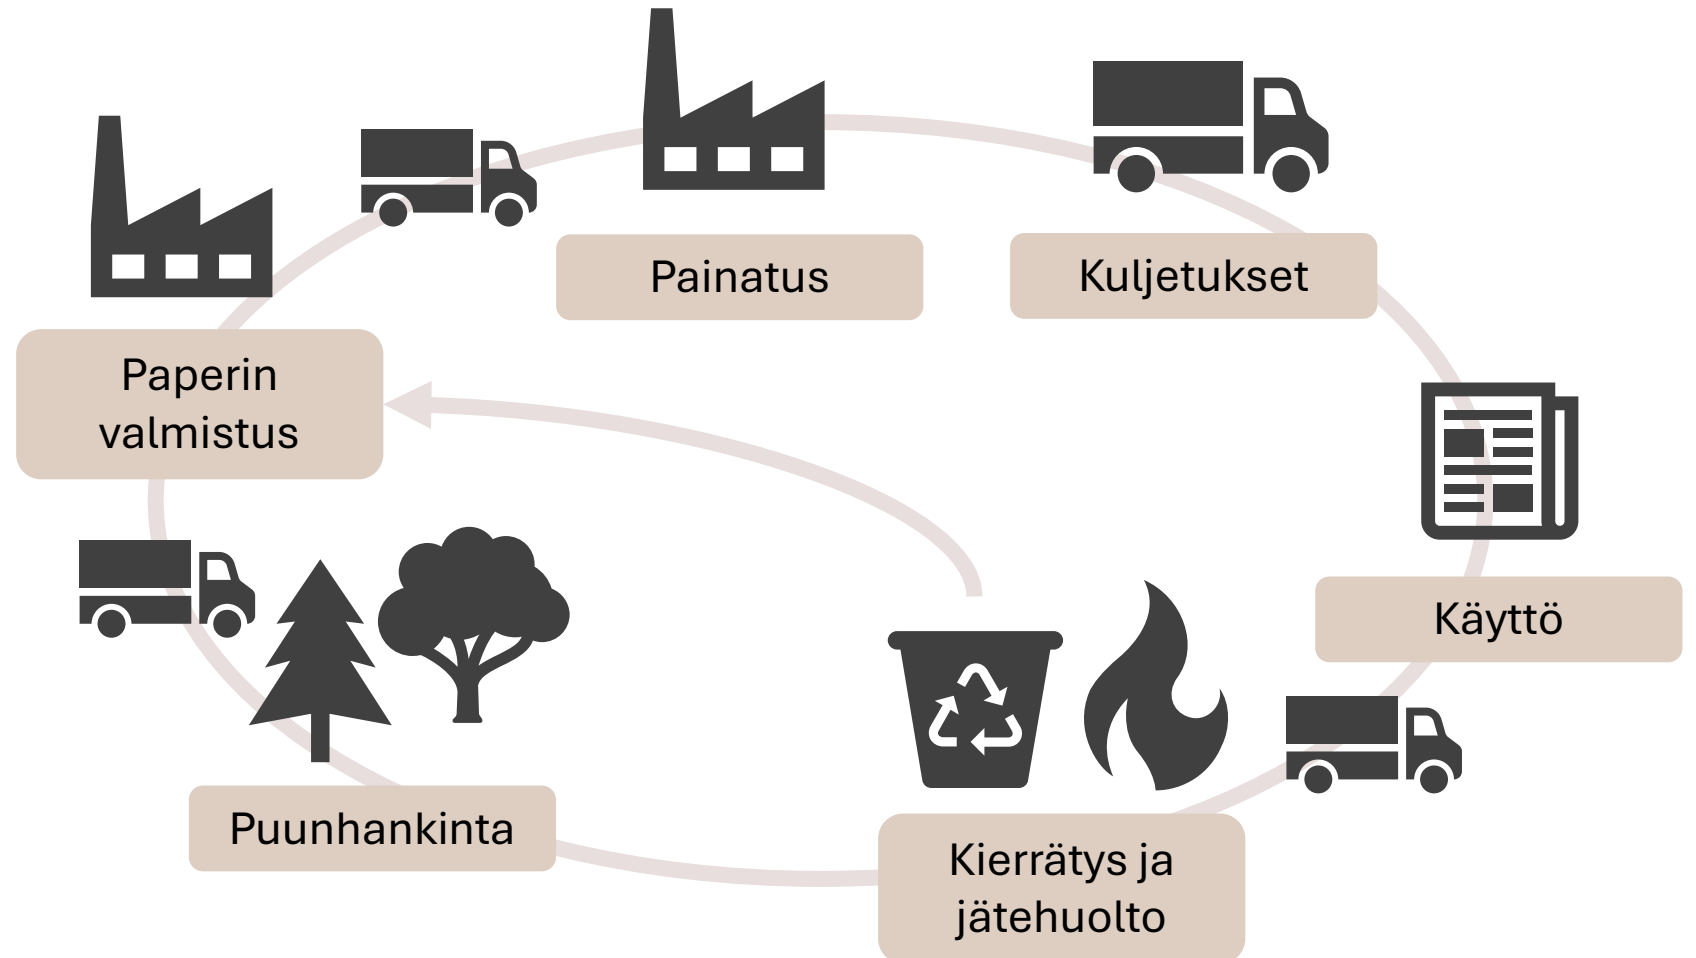 Painatus
Kuljetukset
Paperin
valmistus
Käyttö
Puunhankinta
Kierrätys ja
jätehuolto